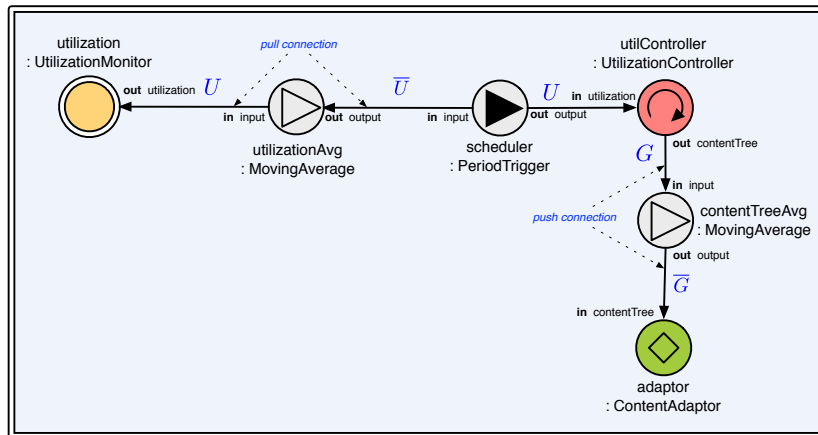 utilization
: UtilizationMonitor
out utilization
U
pull connection
in input
out output
utilizationAvg
: MovingAverage
U̅
in input
out output
scheduler
: PeriodTrigger
U
in utilization
utilController
: UtilizationController
out contentTree
G
in input
push connection
contentTreeAvg
: MovingAverage
out output
G̅
in contentTree
adaptor
: ContentAdaptor